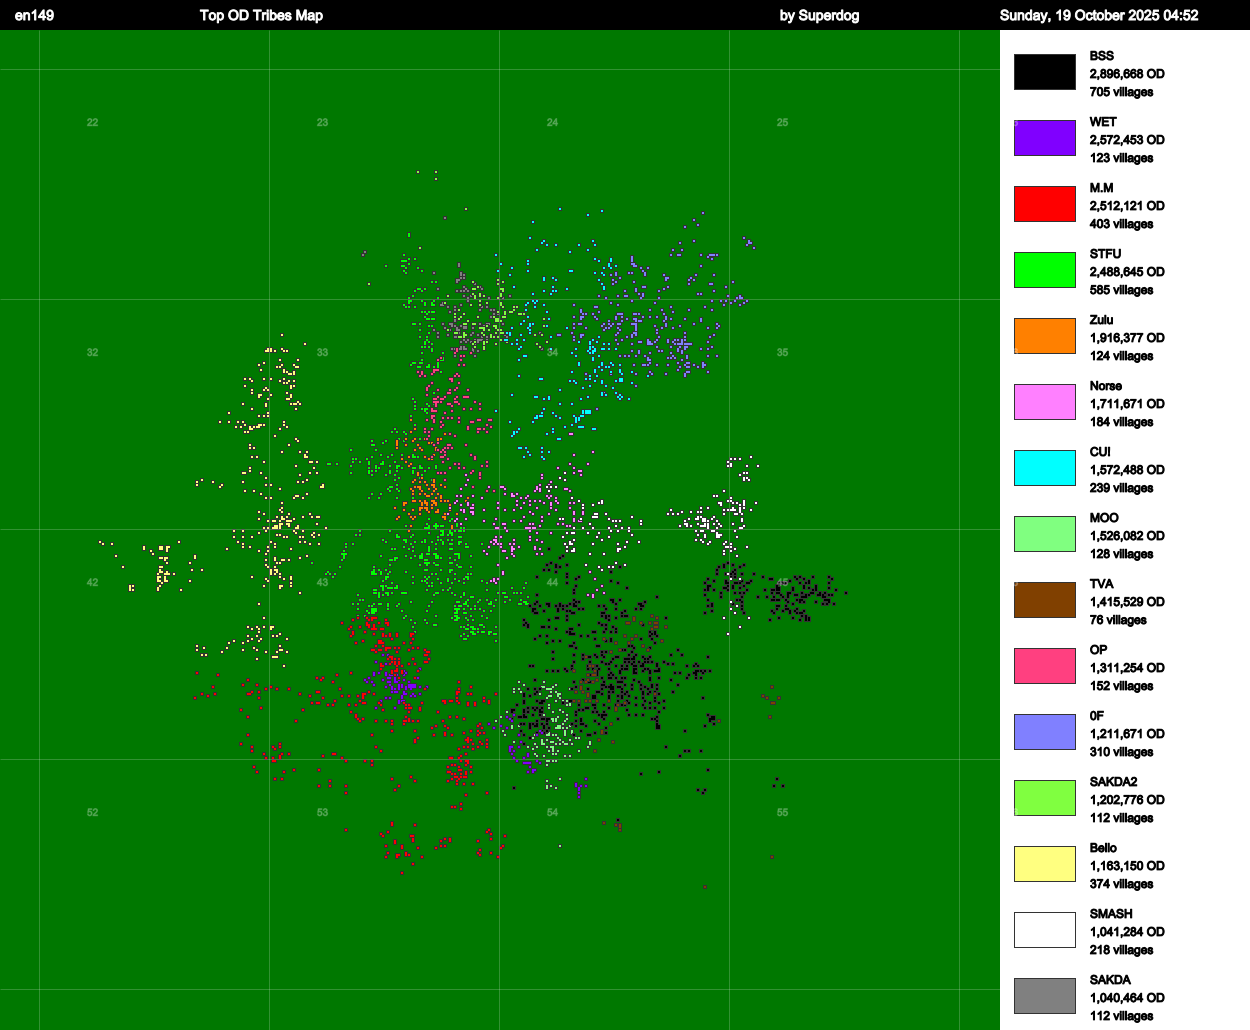 en149 Top OD Tribes Map by Superdog Sunday, 19 October 2025 04:52
22 23 24 25
32 33 34 35
42 43 44 45
52 53 54 55
BSS
2,896,668 OD
705 villages
WET
2,572,453 OD
123 villages
M.M
2,512,121 OD
403 villages
STFU
2,488,645 OD
585 villages
Zulu
1,916,377 OD
124 villages
Norse
1,711,671 OD
184 villages
CUI
1,572,488 OD
239 villages
MOO
1,526,082 OD
128 villages
TVA
1,415,529 OD
76 villages
OP
1,311,254 OD
152 villages
0F
1,211,671 OD
310 villages
SAKDA2
1,202,776 OD
112 villages
Bello
1,163,150 OD
374 villages
SMASH
1,041,284 OD
218 villages
SAKDA
1,040,464 OD
112 villages